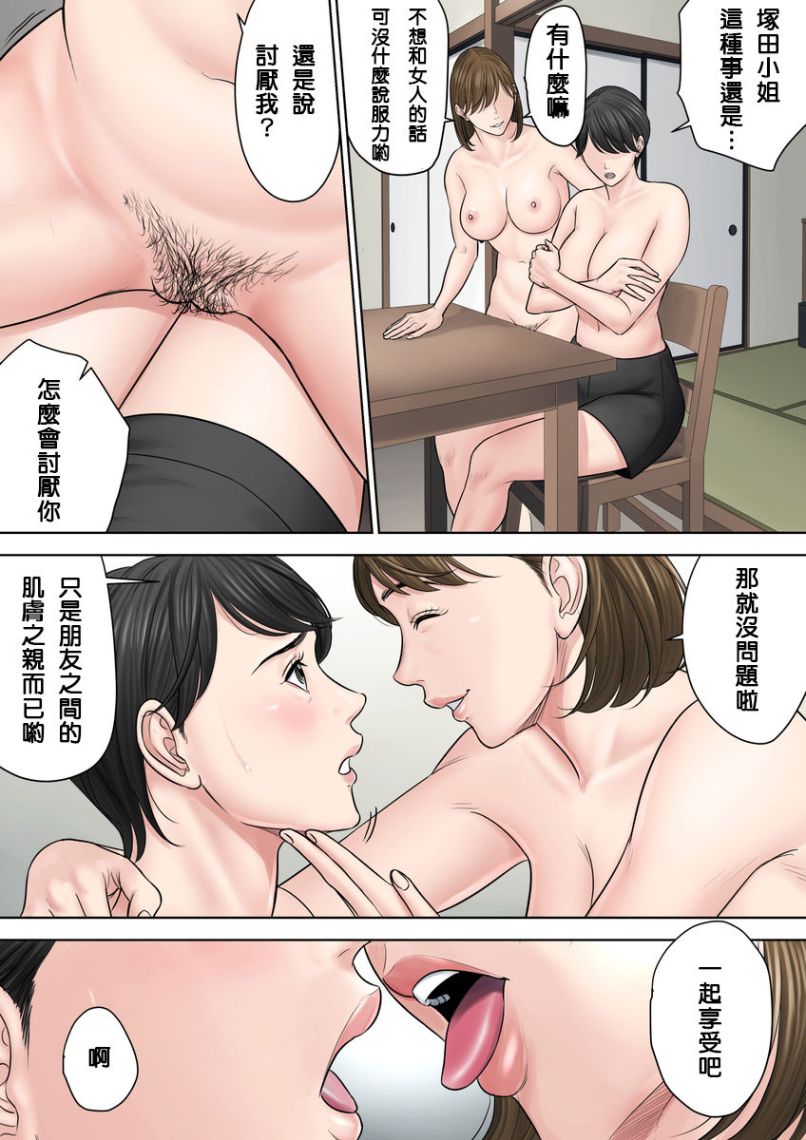 塚田小姐
這種事還是…
有什麼嘛
不想和女人的話
可沒什麼說服力喲
還是說
討厭我？
怎麼會討厭你
那就沒問題啦
只是朋友之間的
肌膚之親而已喲
一起享受吧
啊